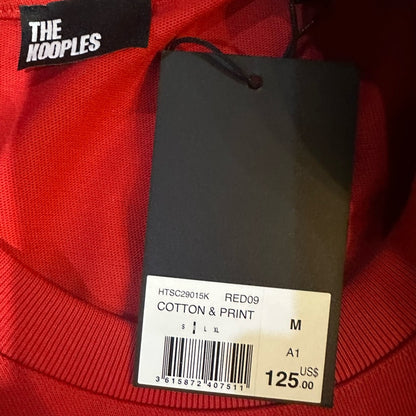 THE
KOOPLES
HTSC29015K RED09
COTTON & PRINT
S M L XL
M
A1
US$
125.00
3615872407511